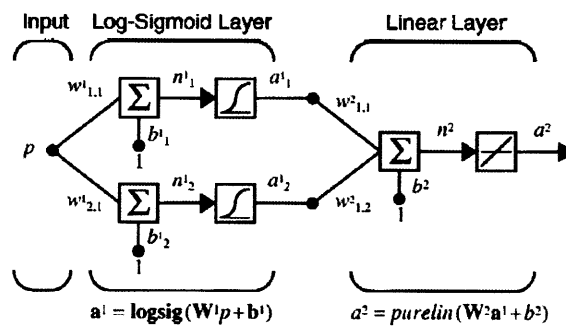 Input Log-Sigmoid Layer Linear Layer
w¹1,1 n¹1 a¹1 w²1,1
Σ
b¹1
1
p
n² a²
Σ
b²
1
w¹2,1 n¹2 a¹2 w²1,2
Σ
b¹2
1
a¹ = logsig(W¹p+b¹) a² = purelin(W²a¹+b²)